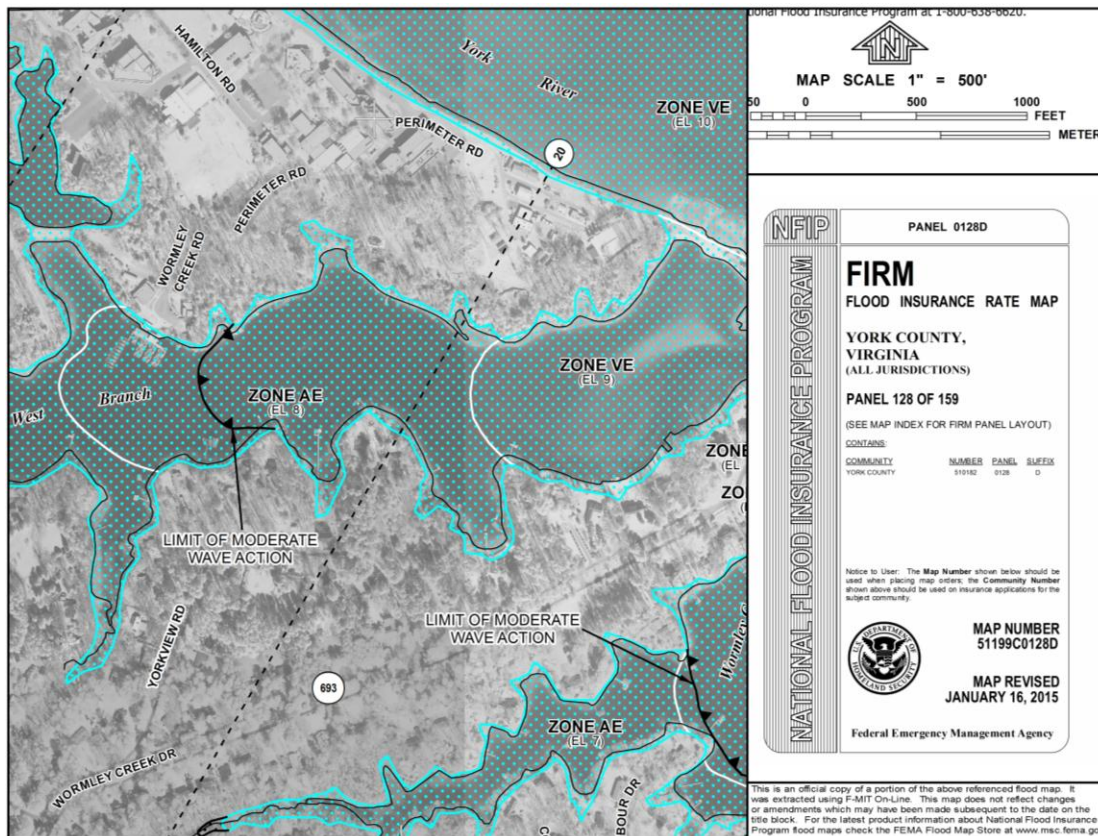 HAMILTON RD
York
River
ZONE VE
(EL 10)
PERIMETER RD
20
PERIMETER RD
WORMLEY
CREEK RD
ZONE VE
(EL 9)
ZONE AE
(EL 8)
West
Branch
ZONE
(EL
LIMIT OF MODERATE
WAVE ACTION
LIMIT OF MODERATE
WAVE ACTION
YORKVIEW RD
693
ZONE AE
(EL 7)
WORMLEY CREEK DR
BOUR DR
Wormley
ional Flood Insurance Program at 1-800-638-6620.
N
MAP SCALE 1" = 500'
50 0 500 1000
FEET
METER
NFIP
NATIONAL FLOOD INSURANCE PROGRAM
PANEL 0128D
FIRM
FLOOD INSURANCE RATE MAP
YORK COUNTY,
VIRGINIA
(ALL JURISDICTIONS)
PANEL 128 OF 159
(SEE MAP INDEX FOR FIRM PANEL LAYOUT)
CONTAINS:
COMMUNITY NUMBER PANEL SUFFIX
YORK COUNTY 510182 0128 D
Notice to User: The Map Number shown below should be
used when placing map orders; the Community Number
shown above should be used on insurance applications for the
subject community.
U.S. DEPARTMENT OF
HOMELAND SECURITY
MAP NUMBER
51199C0128D
MAP REVISED
JANUARY 16, 2015
Federal Emergency Management Agency
This is an official copy of a portion of the above referenced flood map. It
was extracted using F-MIT On-Line. This map does not reflect changes
or amendments which may have been made subsequent to the date on the
title block. For the latest product information about National Flood Insurance
Program flood maps check the FEMA Flood Map Store at www.msc.fema.go